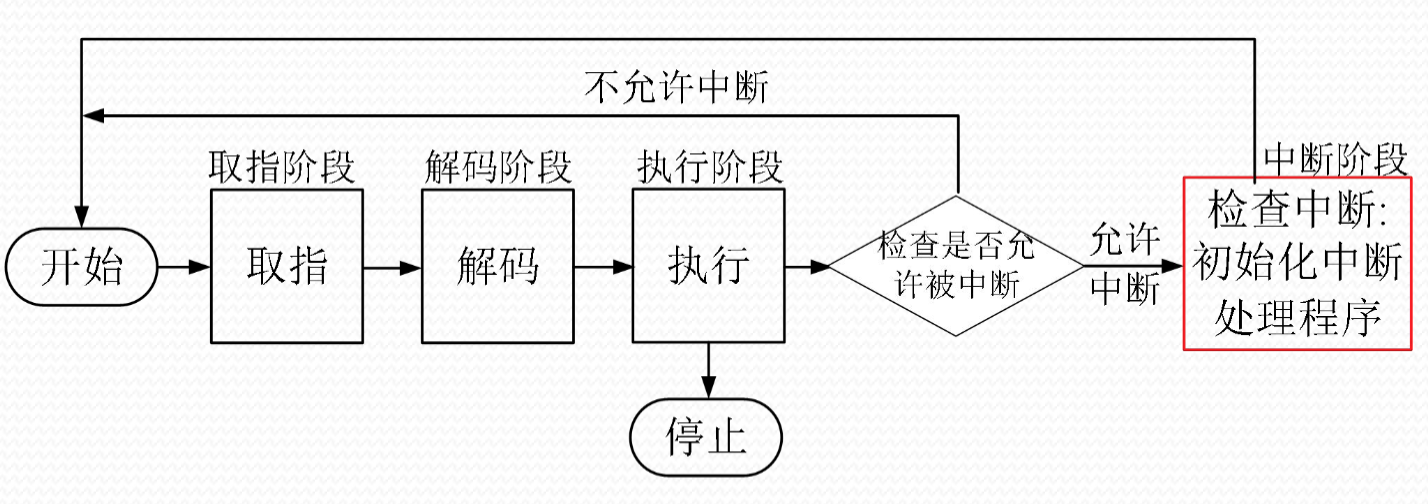 不允许中断
取指阶段
解码阶段
执行阶段
中断阶段
开始
取指
解码
执行
检查是否允
许被中断
允许
中断
检查中断:
初始化中断
处理程序
停止